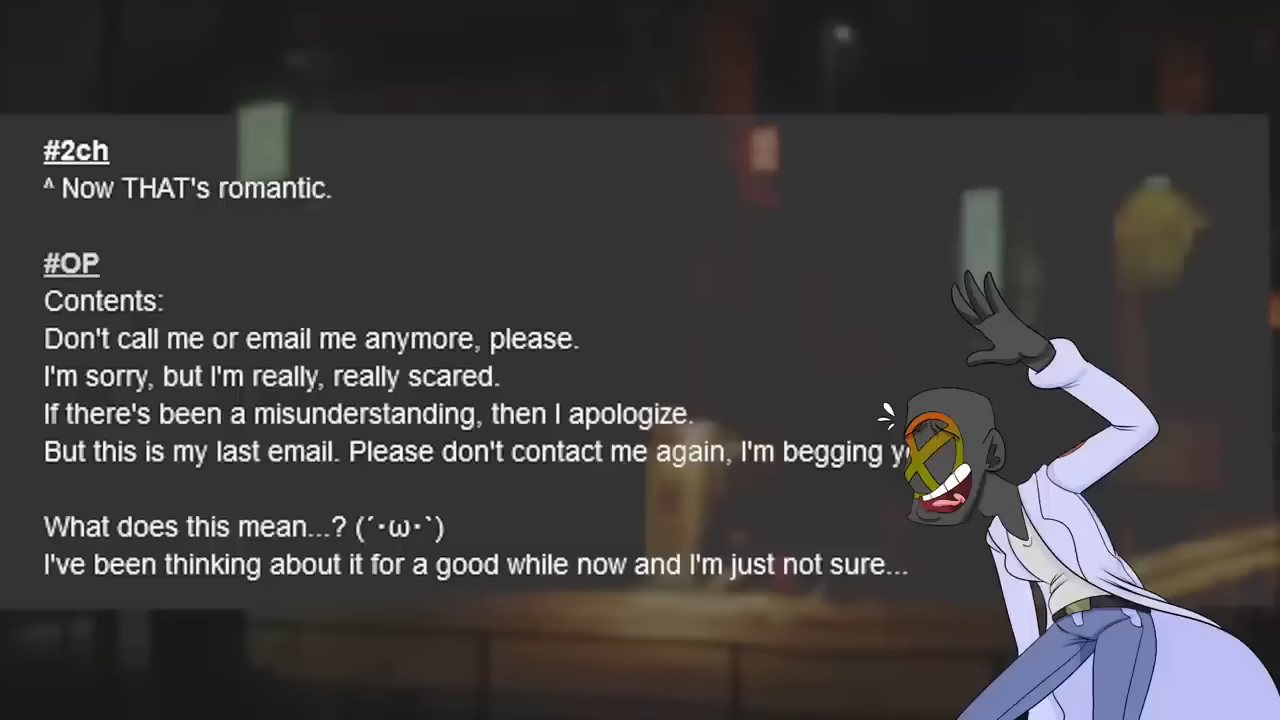 #2ch
^ Now THAT's romantic.
#OP
Contents:
Don't call me or email me anymore, please.
I'm sorry, but I'm really, really scared.
If there's been a misunderstanding, then I apologize.
But this is my last email. Please don't contact me again, I'm begging
What does this mean...? (´･ω･`)
I've been thinking about it for a good while now and I'm just not sure...